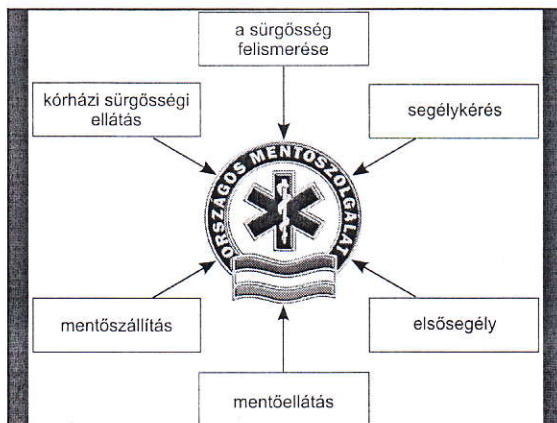 a sürgősség
felismerése
kórházi sürgősségi
ellátás
segélykérés
ORSZÁGOS MENTŐSZOLGÁLAT
mentőszállítás
elsősegély
mentőellátás